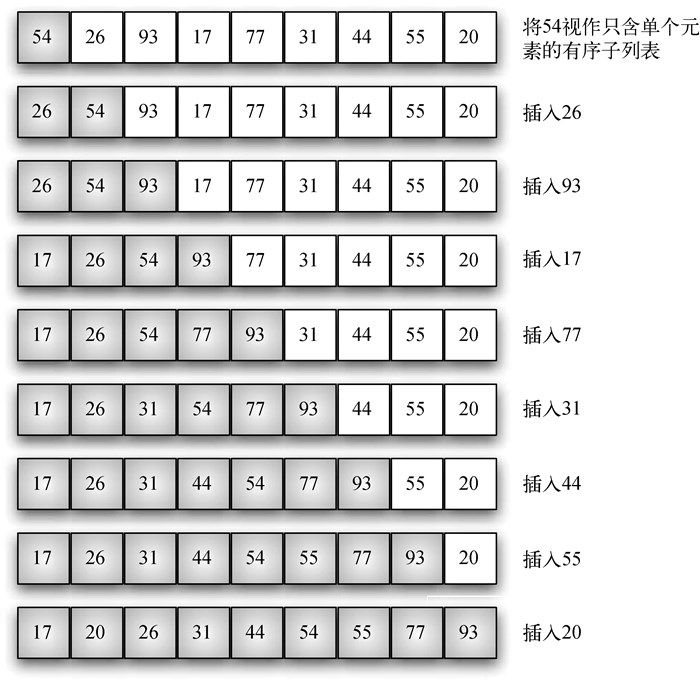 54 26 93 17 77 31 44 55 20 将54视作只含单个元
素的有序子列表
26 54 93 17 77 31 44 55 20 插入26
26 54 93 17 77 31 44 55 20 插入93
17 26 54 93 77 31 44 55 20 插入17
17 26 54 77 93 31 44 55 20 插入77
17 26 31 54 77 93 44 55 20 插入31
17 26 31 44 54 77 93 55 20 插入44
17 26 31 44 54 55 77 93 20 插入55
17 20 26 31 44 54 55 77 93 插入20